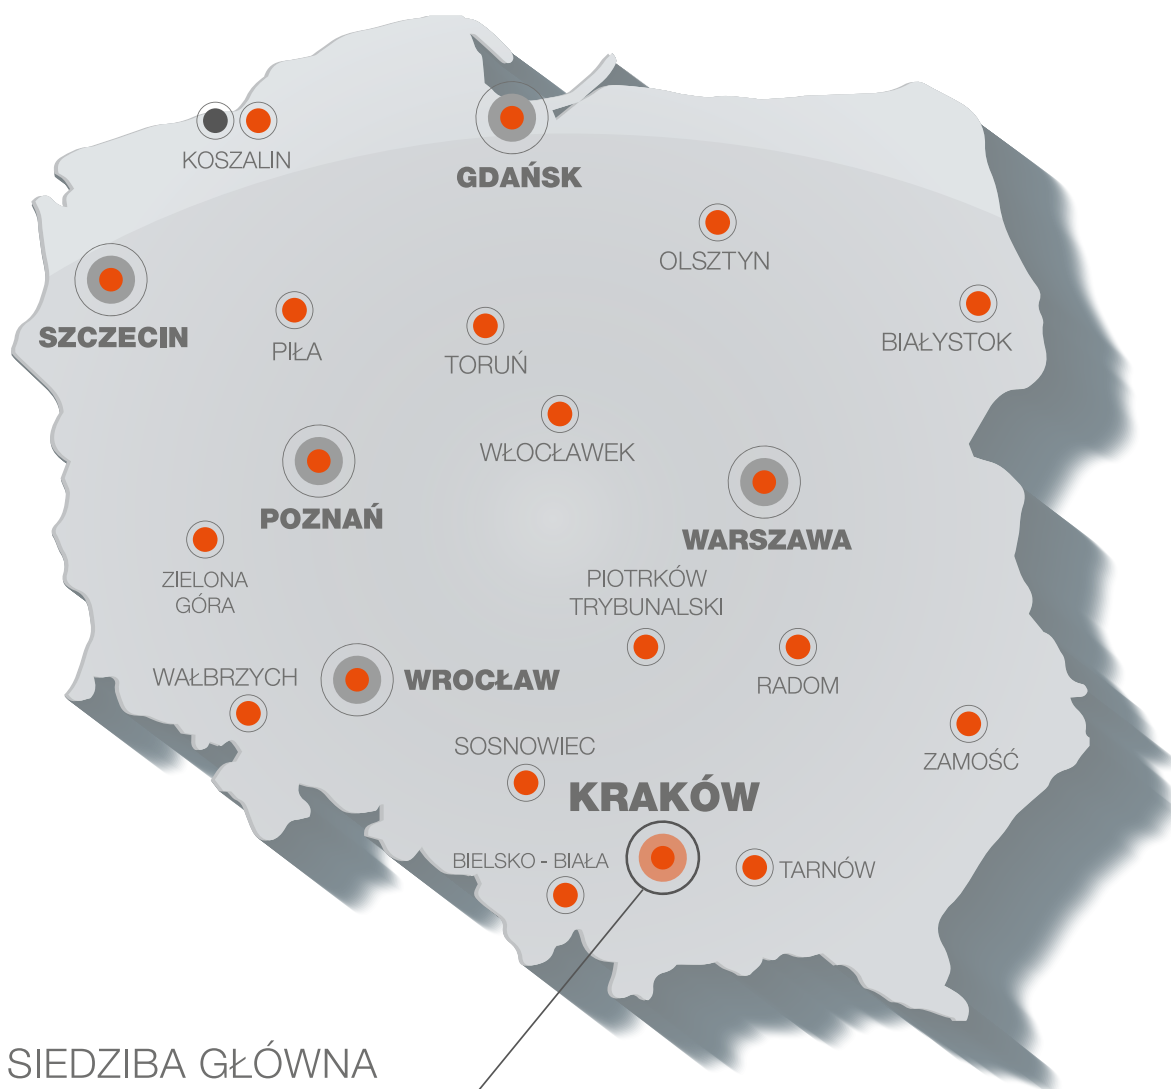 KOSZALIN
GDAŃSK
OLSZTYN
SZCZECIN
PIŁA
TORUŃ
BIAŁYSTOK
WŁOCŁAWEK
POZNAŃ
WARSZAWA
ZIELONA
GÓRA
PIOTRKÓW
TRYBUNALSKI
WAŁBRZYCH
WROCŁAW
RADOM
SOSNOWIEC
ZAMOŚĆ
KRAKÓW
BIELSKO - BIAŁA
TARNÓW
SIEDZIBA GŁÓWNA